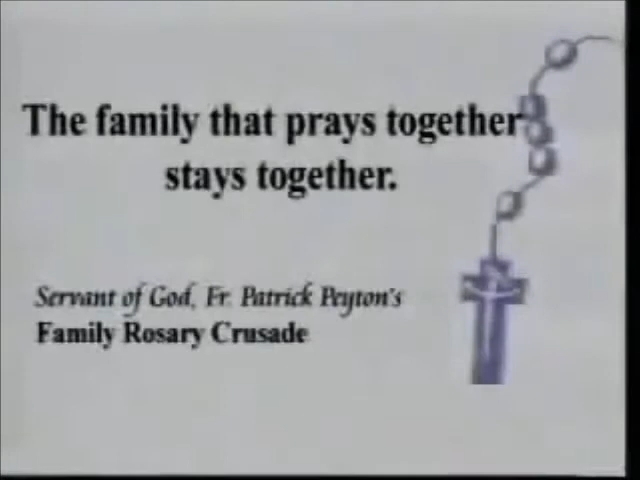 The family that prays together
stays together.
Servant of God, Fr. Patrick Peyton's
Family Rosary Crusade